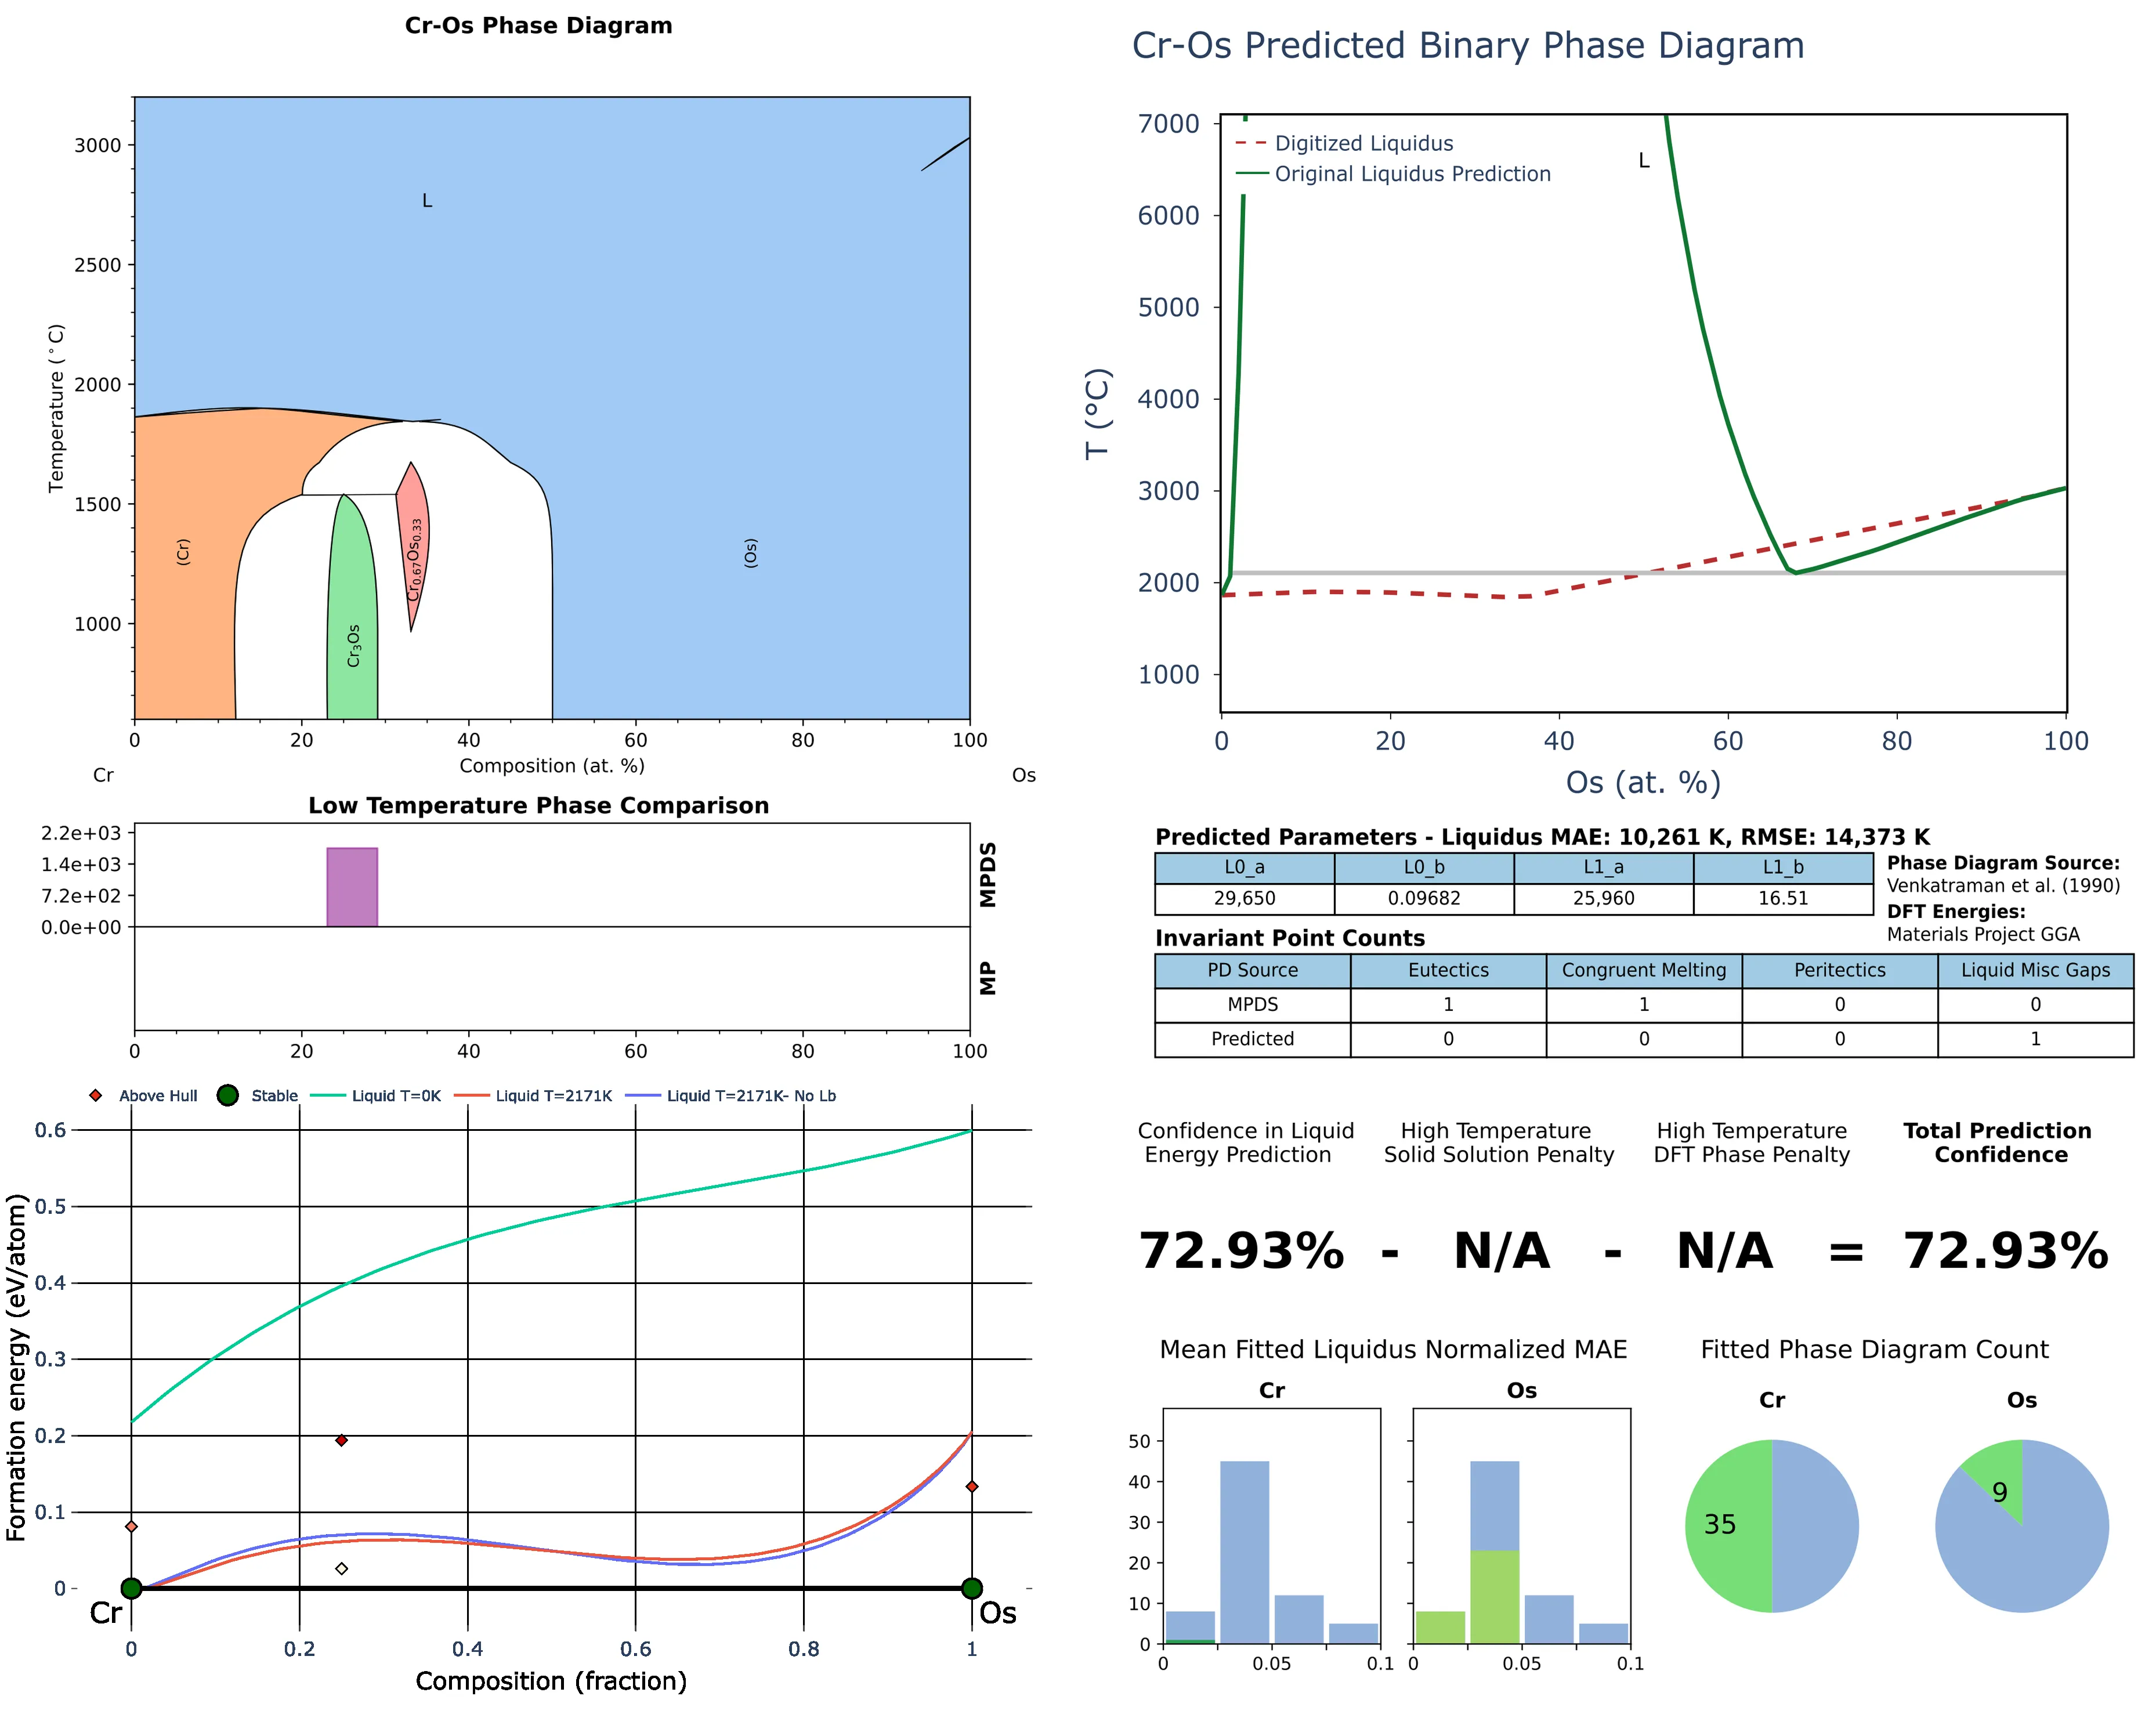 Cr-Os Phase Diagram
3000
2500
2000
1500
1000
Temperature (°C)
L
(Cr)
Cr3Os
Cr0.67Os0.33
(Os)
0 20 40 60 80 100
Composition (at. %)
Cr Os
Low Temperature Phase Comparison
2.2e+03
1.4e+03
7.2e+02
0.0e+00
MPDS
MP
0 20 40 60 80 100
Above Hull Stable Liquid T=0K Liquid T=2171K Liquid T=2171K- No Lb
0.6
0.5
0.4
0.3
0.2
0.1
0
Formation energy (eV/atom)
Cr Os
0 0.2 0.4 0.6 0.8 1
Composition (fraction)
Cr-Os Predicted Binary Phase Diagram
7000
6000
5000
4000
3000
2000
1000
T (°C)
Digitized Liquidus
Original Liquidus Prediction
L
0 20 40 60 80 100
Os (at. %)
Predicted Parameters - Liquidus MAE: 10,261 K, RMSE: 14,373 K
L0_a L0_b L1_a L1_b
29,650 0.09682 25,960 16.51
Phase Diagram Source:
Venkatraman et al. (1990)
DFT Energies:
Materials Project GGA
Invariant Point Counts
PD Source Eutectics Congruent Melting Peritectics Liquid Misc Gaps
MPDS 1 1 0 0
Predicted 0 0 0 1
Confidence in Liquid
Energy Prediction
High Temperature
Solid Solution Penalty
High Temperature
DFT Phase Penalty
Total Prediction
Confidence
72.93% - N/A - N/A = 72.93%
Mean Fitted Liquidus Normalized MAE
Cr
Os
50
40
30
20
10
0
0 0.05 0.1
0 0.05 0.1
Fitted Phase Diagram Count
Cr
Os
35
9